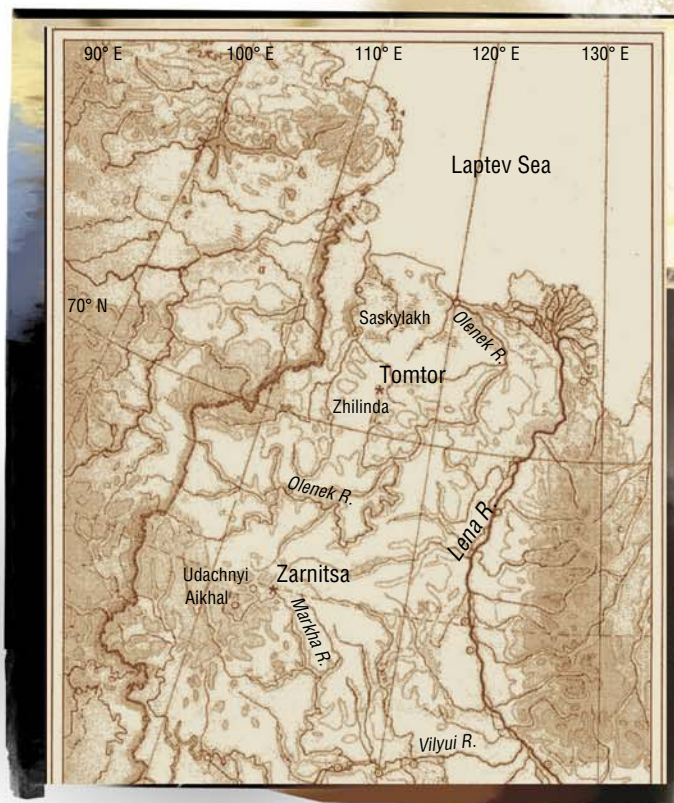 90° E
100° E
110° E
120° E
130° E
Laptev Sea
70° N
Saskylakh
Olenek R.
Tomtor
Zhilinda
Olenek R.
Lena R.
Udachnyi
Aikhal
Zarnitsa
Markha R.
Vilyui R.